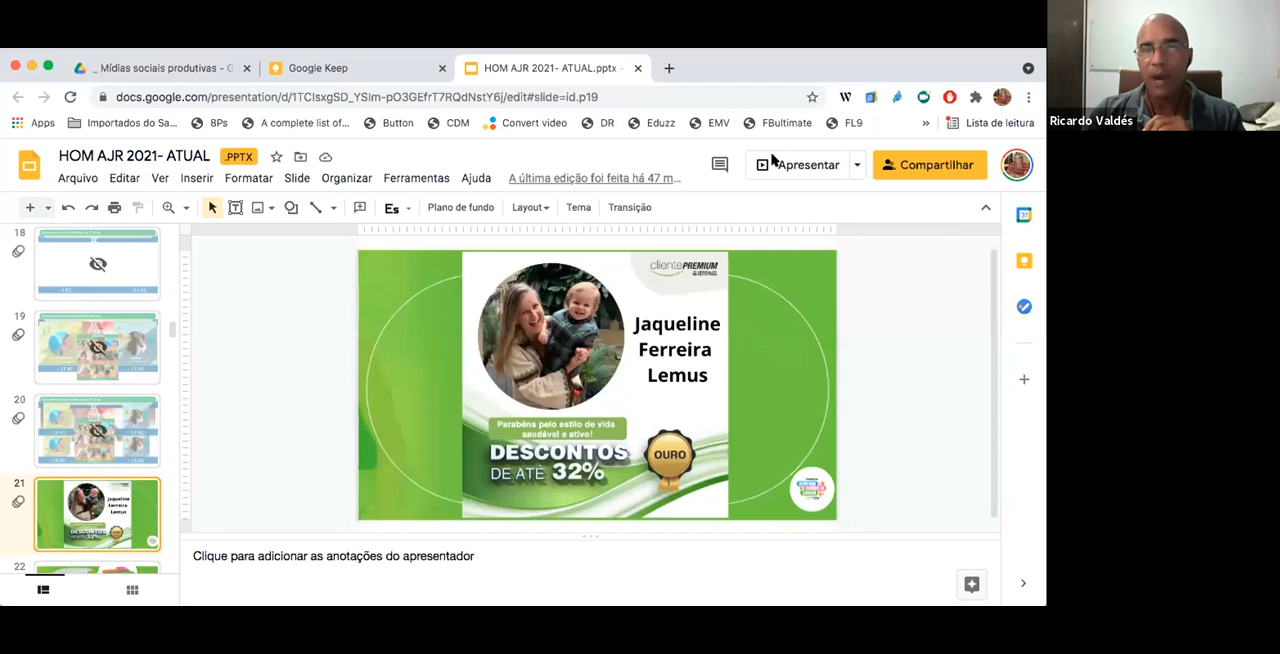 _ Mídias sociais produtivas - G
Google Keep
HOM AJR 2021- ATUAL.pptx -
docs.google.com/presentation/d/1TCIsxgSD_YSIm-pO3GEfrT7RQdNstY6j/edit#slide=id.p19
Apps
Importados do Sa...
8Ps
A complete list of...
Button
CDM
Convert video
DR
Eduzz
EMV
FBultimate
FL9
»
Lista de leitura
Ricardo Valdés
HOM AJR 2021- ATUAL
.PPTX
Apresentar
Compartilhar
Arquivo Editar Ver Inserir Formatar Slide Organizar Ferramentas Ajuda
A última edição foi feita há 47 m...
Es
Plano de fundo
Layout
Tema
Transição
18
19
20
21
22
clientePREMIUM
Jaqueline
Ferreira
Lemus
Parabéns pelo estilo de vida
saudável e ativo!
DESCONTOS
DE ATÉ 32%
OURO
Clique para adicionar as anotações do apresentador